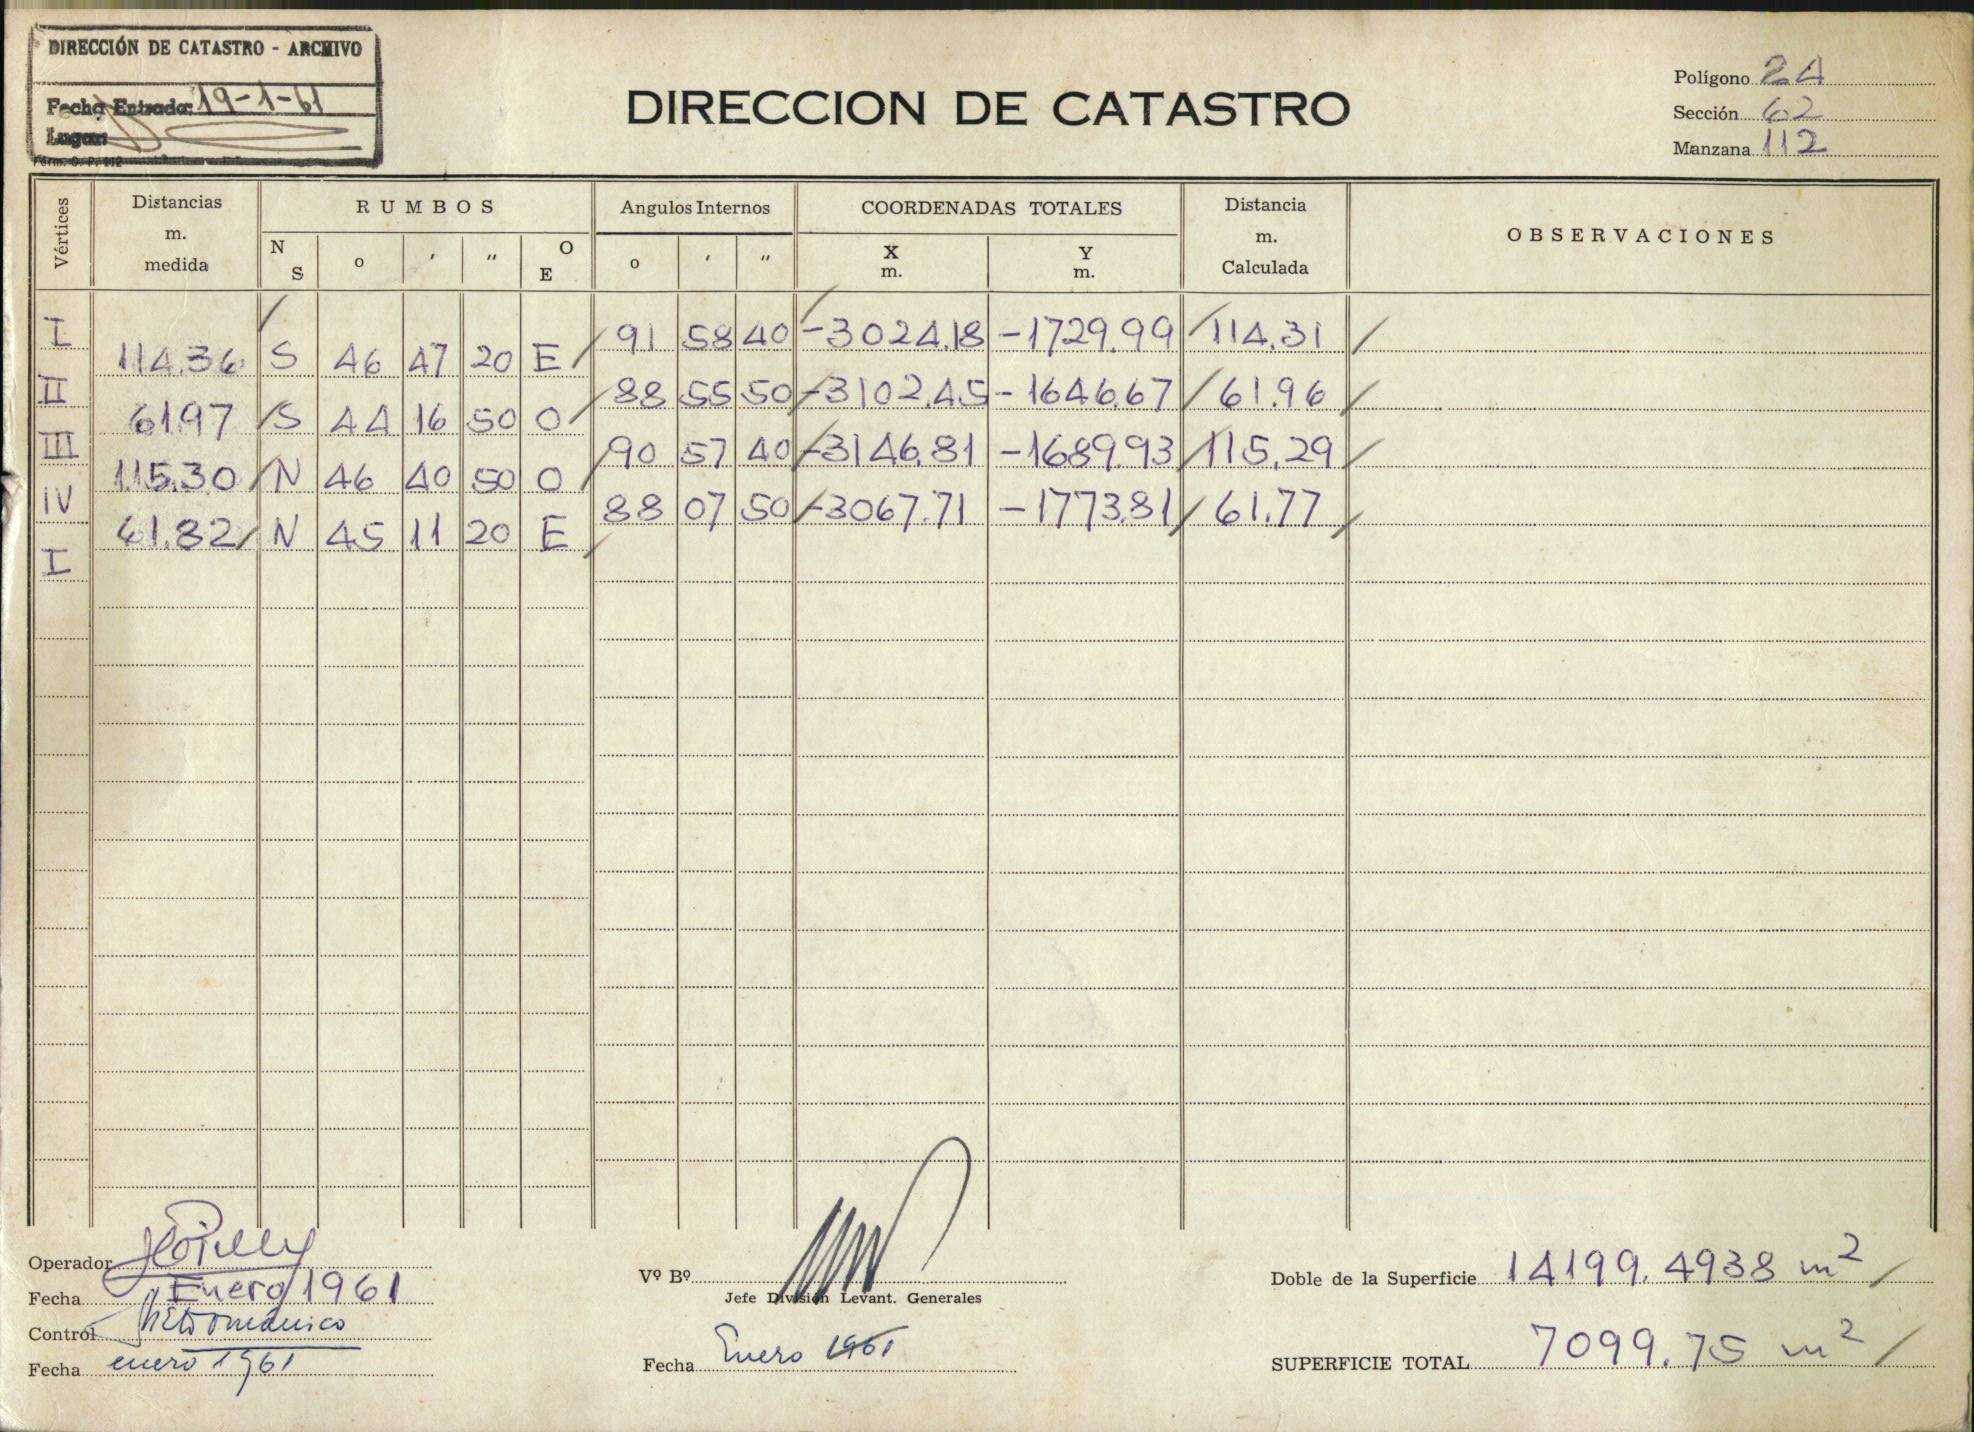 DIRECCIÓN DE CATASTRO - ARCHIVO
Fecha Entrada: 19-1-61
Lugar:
Form. O. P. 112
DIRECCION DE CATASTRO
Polígono 24
Sección 62
Manzana 112
Vértices
Distancias m. medida
RUMBOS
N S o ′ ″ O E
Angulos Internos
o ′ ″
COORDENADAS TOTALES
X m. Y m.
Distancia m. Calculada
OBSERVACIONES
I 91 58 40 -3024.18 -1729.99 114.31
114.36 S 46 47 20 E
II 88 55 50 -3102.45 -1646.67 61.96
61.97 S 44 16 50 O
III 90 57 40 -3146.81 -1689.93 115.29
115.30 N 46 40 50 O
IV 88 07 50 -3067.71 -1773.81 61.77
61.82 N 45 11 20 E
I
Operador
Fecha Enero 1961
Control
Fecha enero 1961
Vº Bº
Jefe División Levant. Generales
Fecha Enero 1961
Doble de la Superficie 14199.4938 m²
SUPERFICIE TOTAL 7099.75 m²